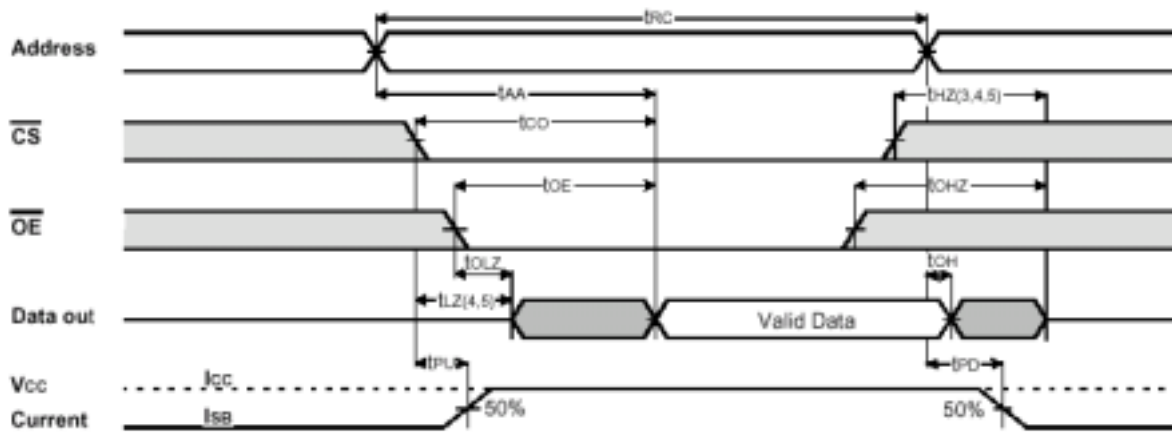 tRC
Address
tAA
tHZ(3,4,5)
CS
tCO
tOE
tOHZ
OE
tOLZ
tOH
tLZ(4,5)
Data out
Valid Data
tPU
tPD
VCC
ICC
50%
50%
Current
ISB